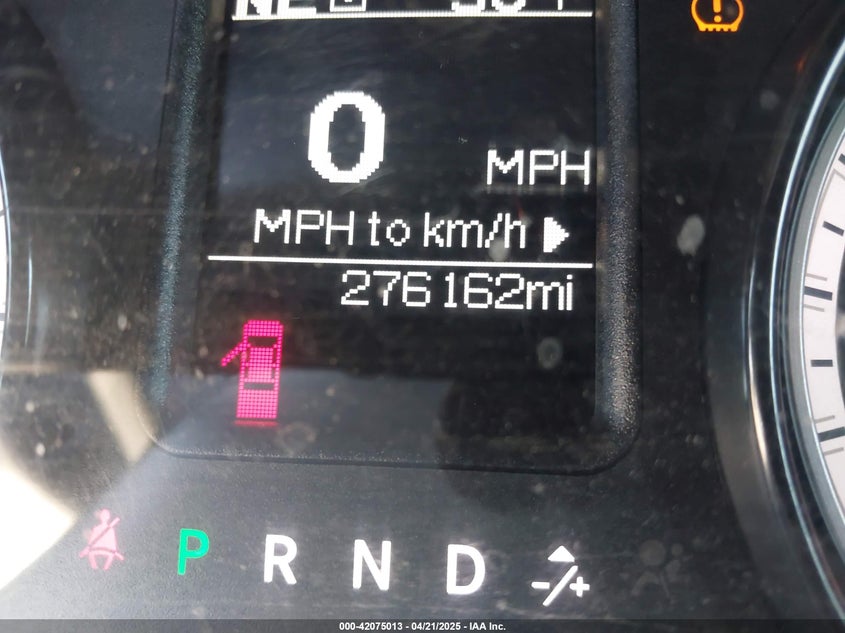 0
MPH
MPH to km/h
276162mi
P R N D -/+
000-42075013 - 04/21/2025 - IAA Inc.